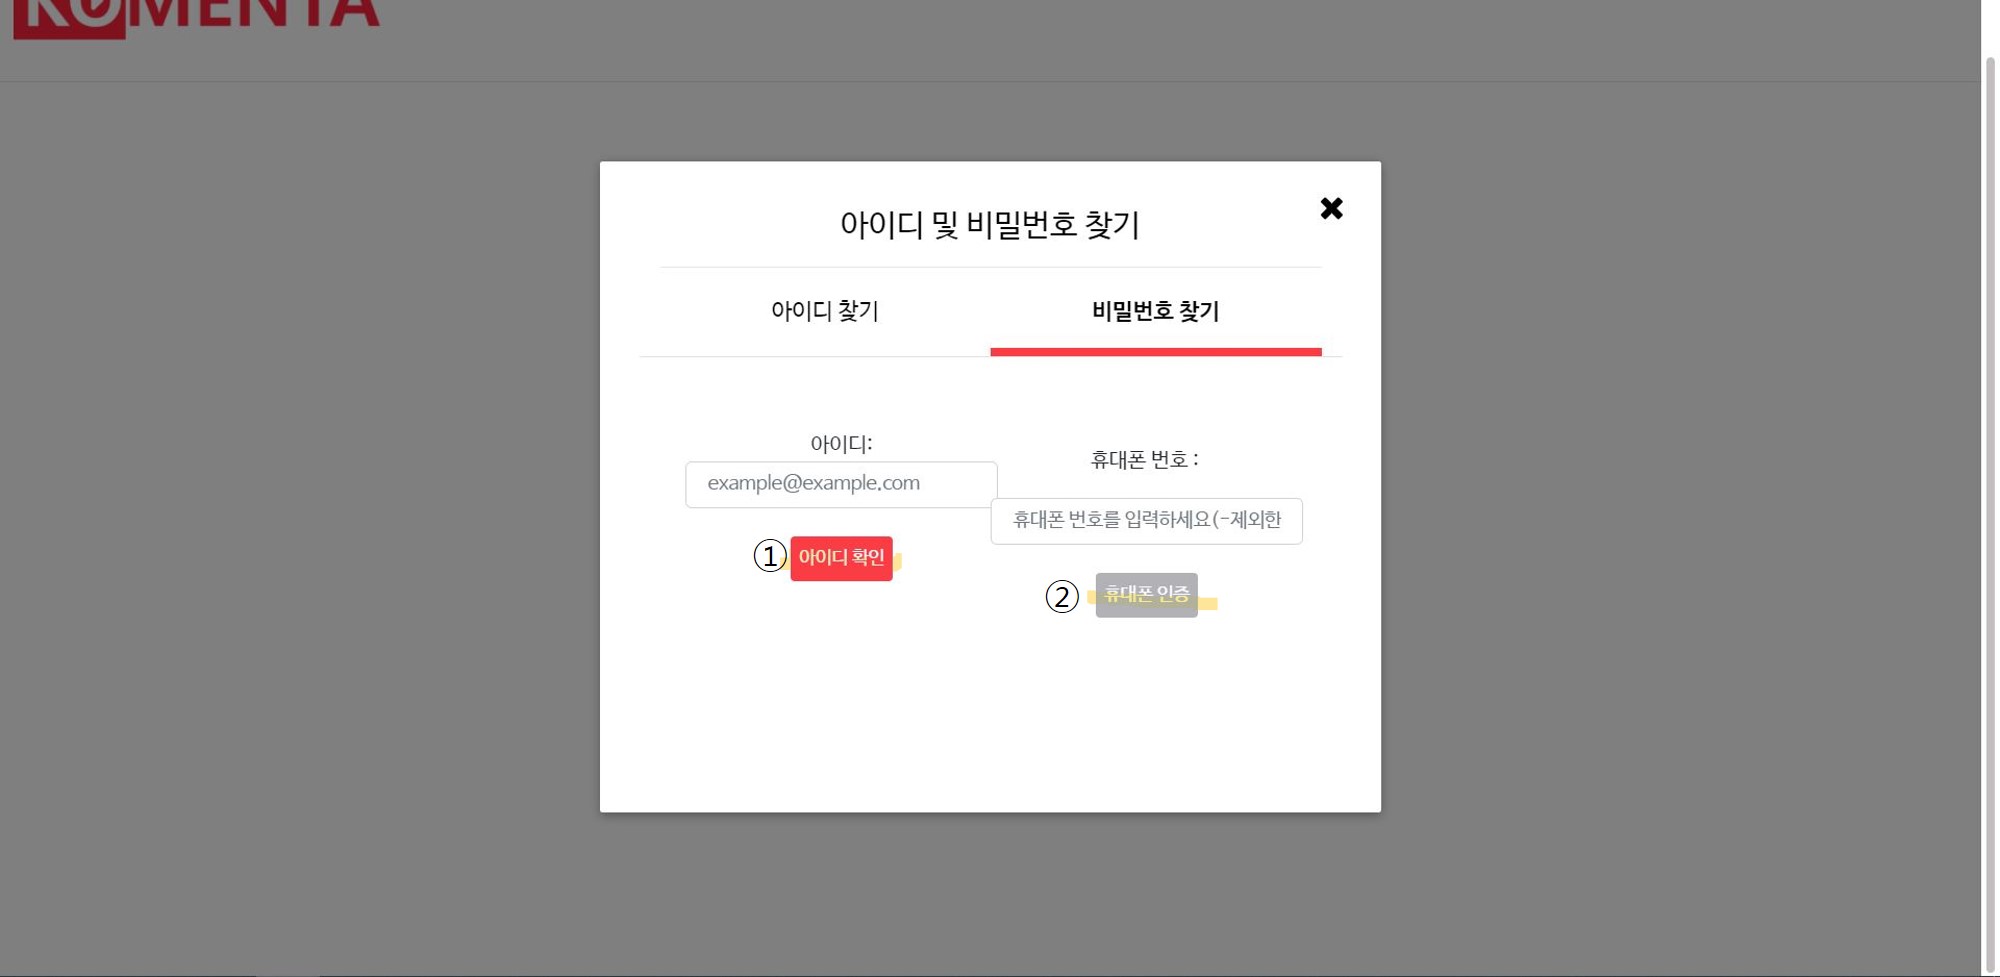 KOMENTA
아이디 및 비밀번호 찾기
아이디 찾기
비밀번호 찾기
아이디:
example@example.com
① 아이디 확인
휴대폰 번호 :
휴대폰 번호를 입력하세요(-제외한
② 휴대폰 인증